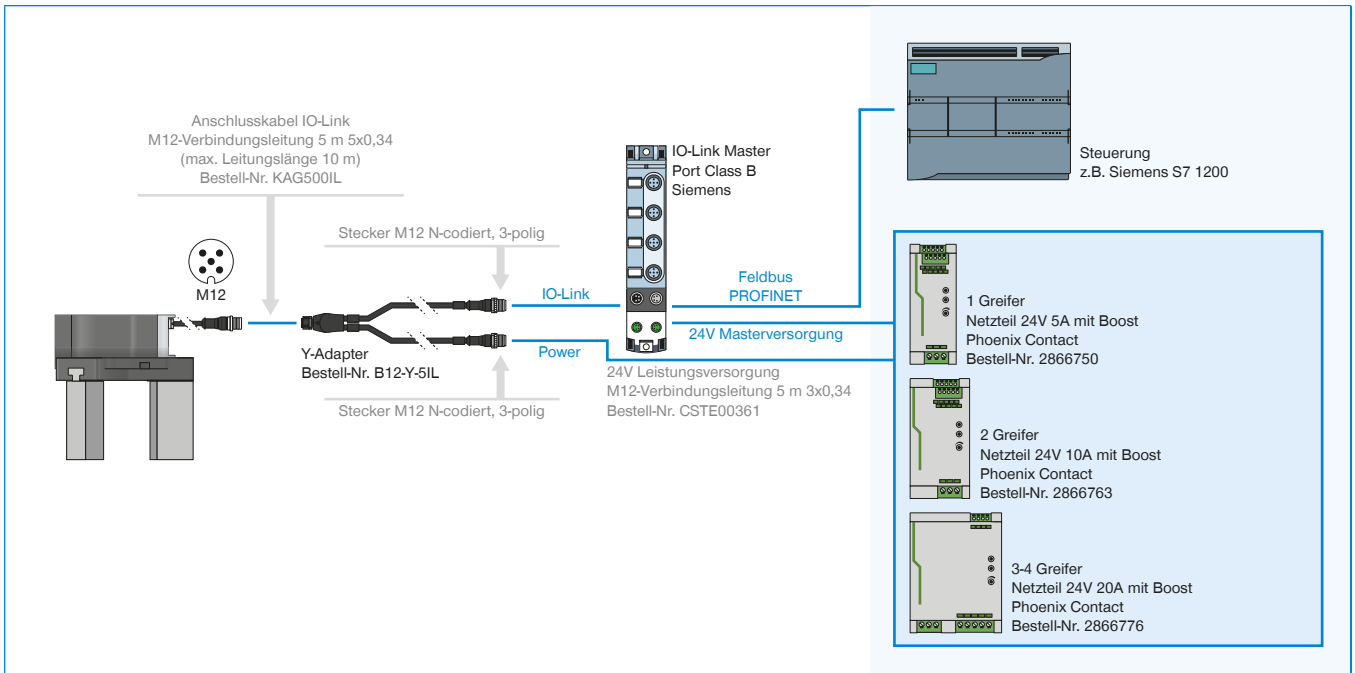 Anschlusskabel IO-Link
M12-Verbindungsleitung 5 m 5x0,34
(max. Leitungslänge 10 m)
Bestell-Nr. KAG500IL
M12
Stecker M12 N-codiert, 3-polig
Y-Adapter
Bestell-Nr. B12-Y-5IL
Stecker M12 N-codiert, 3-polig
IO-Link
Power
IO-Link Master
Port Class B
Siemens
Feldbus
PROFINET
24V Masterversorgung
24V Leistungsversorgung
M12-Verbindungsleitung 5 m 3x0,34
Bestell-Nr. CSTE00361
Steuerung
z.B. Siemens S7 1200
1 Greifer
Netzteil 24V 5A mit Boost
Phoenix Contact
Bestell-Nr. 2866750
2 Greifer
Netzteil 24V 10A mit Boost
Phoenix Contact
Bestell-Nr. 2866763
3-4 Greifer
Netzteil 24V 20A mit Boost
Phoenix Contact
Bestell-Nr. 2866776